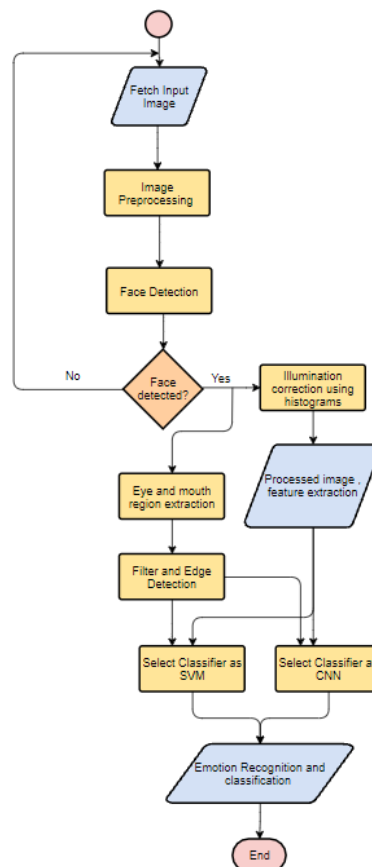 Fetch Input
Image
Image
Preprocessing
Face Detection
No
Face
detected?
Yes
Illumination
correction using
histograms
Processed image ,
feature extraction
Eye and mouth
region extraction
Filter and Edge
Detection
Select Classifier as
SVM
Select Classifier a
CNN
Emotion Recognition and
classification
End